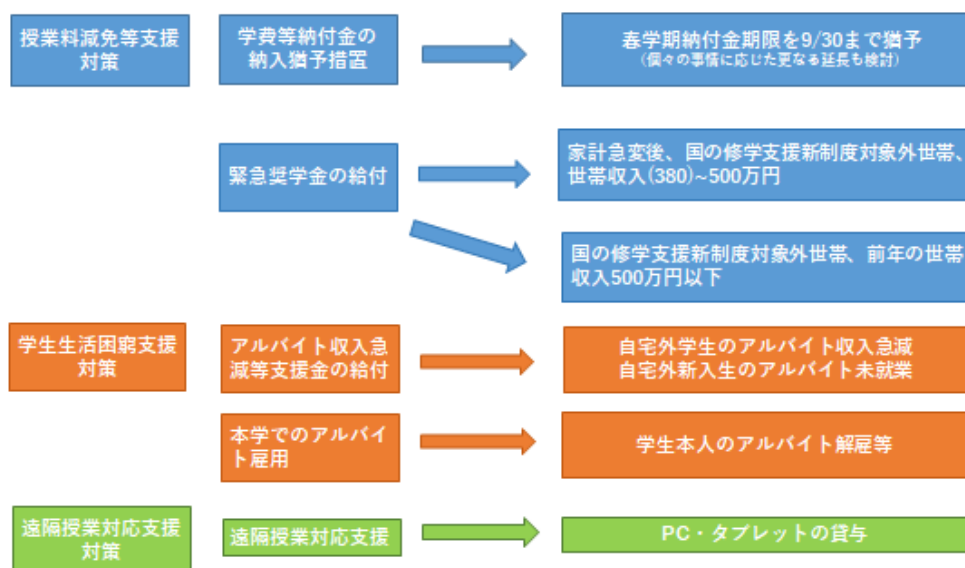 授業料減免等支援
対策
学費等納付金の
納入猶予措置
春学期納付金期限を9/30まで猶予
(個々の事情に応じた更なる延長も検討)
緊急奨学金の給付
家計急変後、国の修学支援新制度対象外世帯、
世帯収入(380)~500万円
国の修学支援新制度対象外世帯、前年の世帯
収入500万円以下
学生生活困窮支援
対策
アルバイト収入急
減等支援金の給付
自宅外学生のアルバイト収入急減
自宅外新入生のアルバイト未就業
本学でのアルバイ
ト雇用
学生本人のアルバイト解雇等
遠隔授業対応支援
対策
遠隔授業対応支援
PC・タブレットの貸与